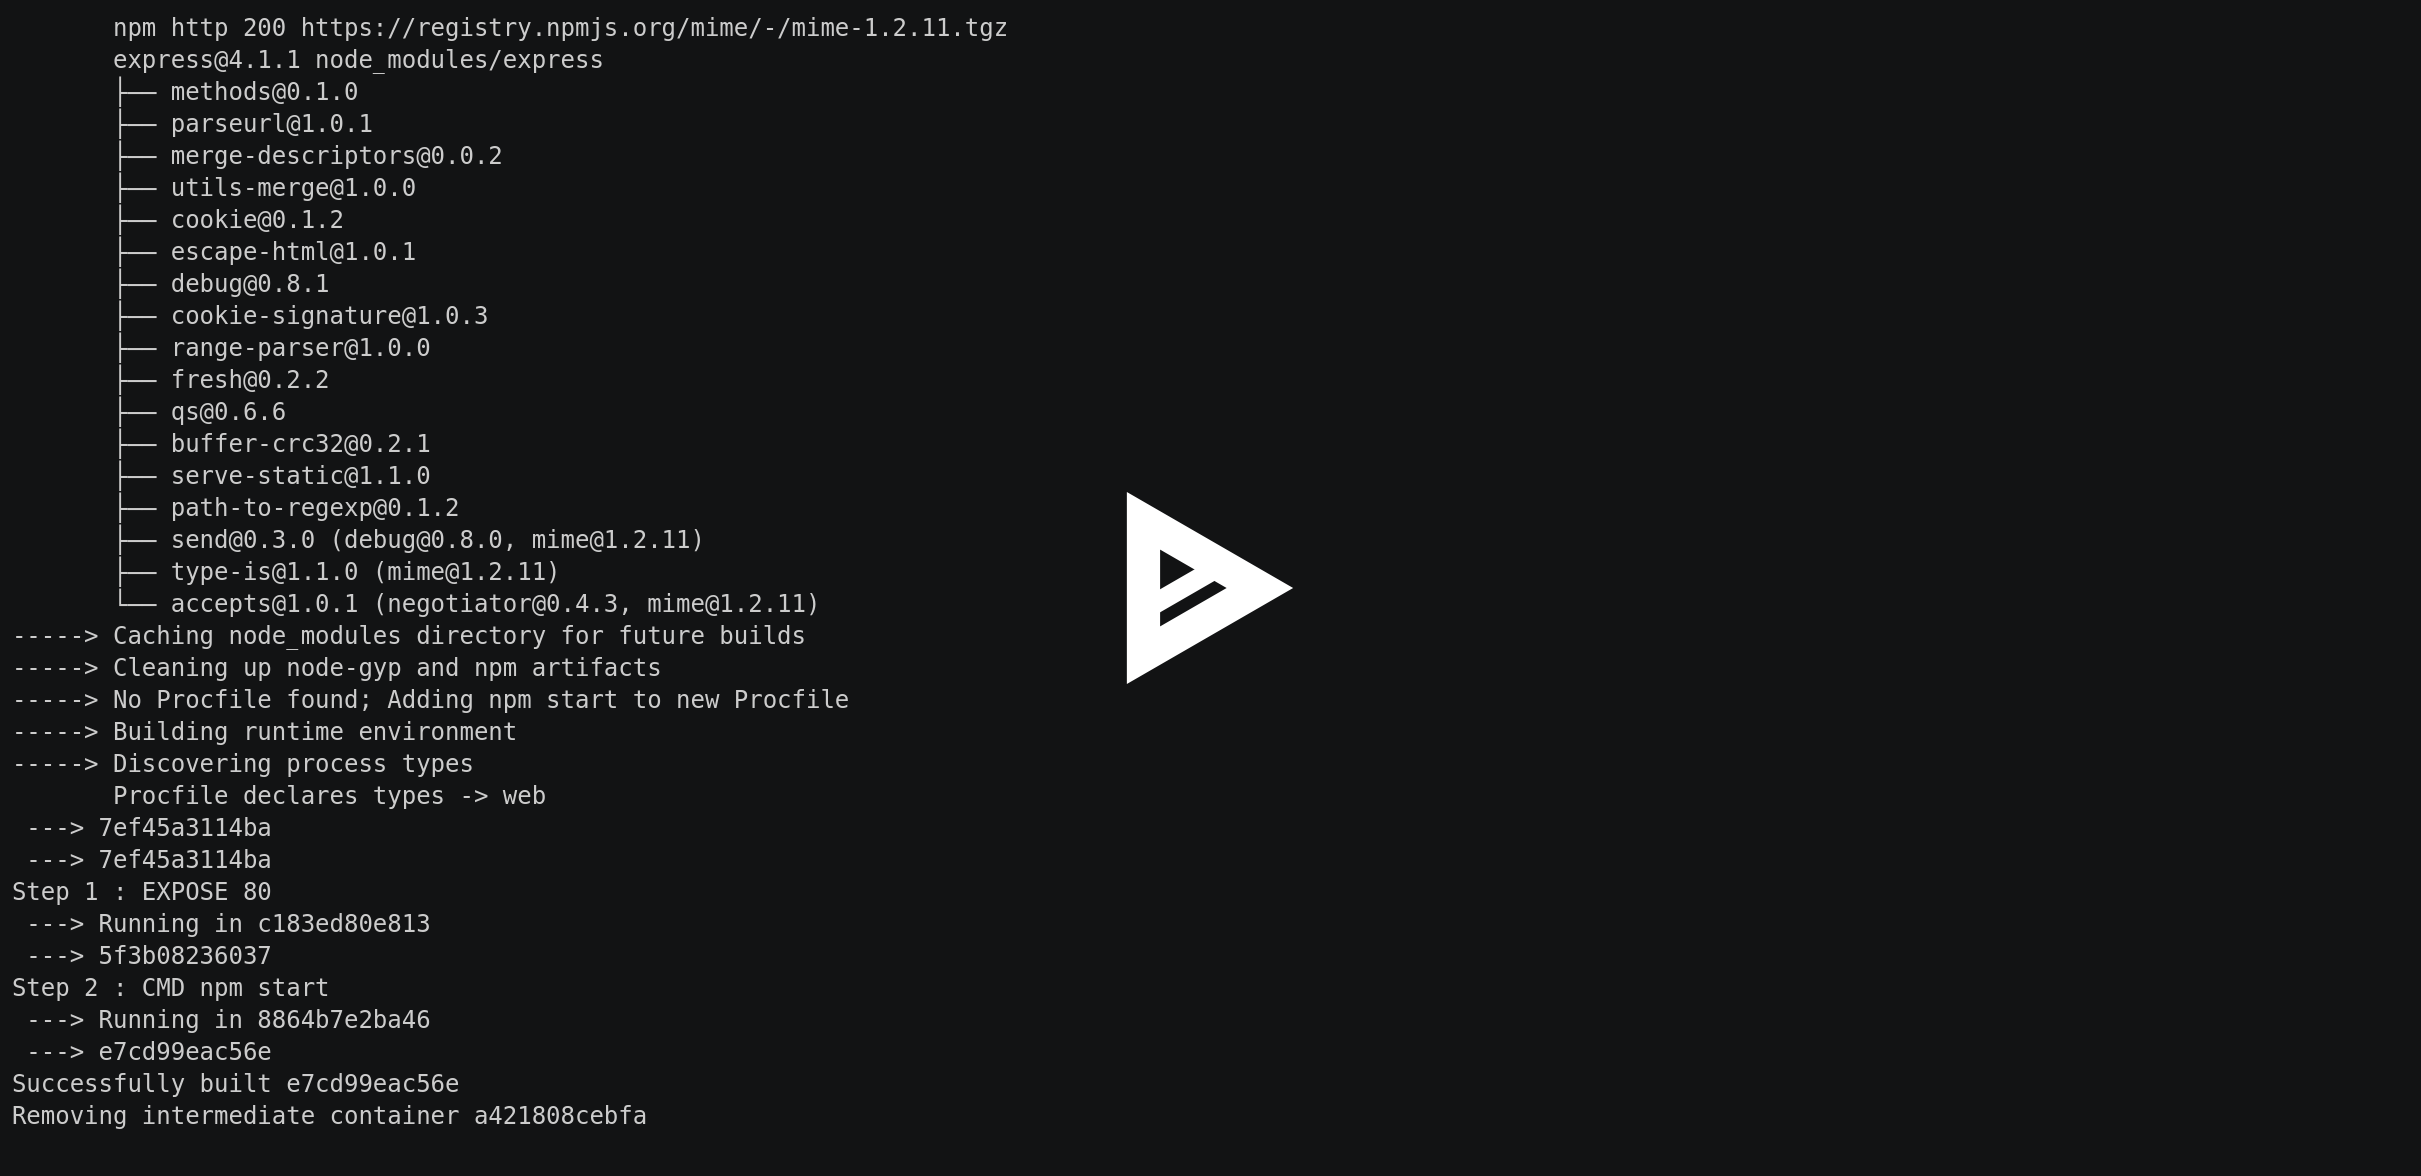 npm http 200 https://registry.npmjs.org/mime/-/mime-1.2.11.tgz
express@4.1.1 node_modules/express
├── methods@0.1.0
├── parseurl@1.0.1
├── merge-descriptors@0.0.2
├── utils-merge@1.0.0
├── cookie@0.1.2
├── escape-html@1.0.1
├── debug@0.8.1
├── cookie-signature@1.0.3
├── range-parser@1.0.0
├── fresh@0.2.2
├── qs@0.6.6
├── buffer-crc32@0.2.1
├── serve-static@1.1.0
├── path-to-regexp@0.1.2
├── send@0.3.0 (debug@0.8.0, mime@1.2.11)
├── type-is@1.1.0 (mime@1.2.11)
└── accepts@1.0.1 (negotiator@0.4.3, mime@1.2.11)
-----> Caching node_modules directory for future builds
-----> Cleaning up node-gyp and npm artifacts
-----> No Procfile found; Adding npm start to new Procfile
-----> Building runtime environment
-----> Discovering process types
Procfile declares types -> web
---> 7ef45a3114ba
---> 7ef45a3114ba
Step 1 : EXPOSE 80
---> Running in c183ed80e813
---> 5f3b08236037
Step 2 : CMD npm start
---> Running in 8864b7e2ba46
---> e7cd99eac56e
Successfully built e7cd99eac56e
Removing intermediate container a421808cebfa